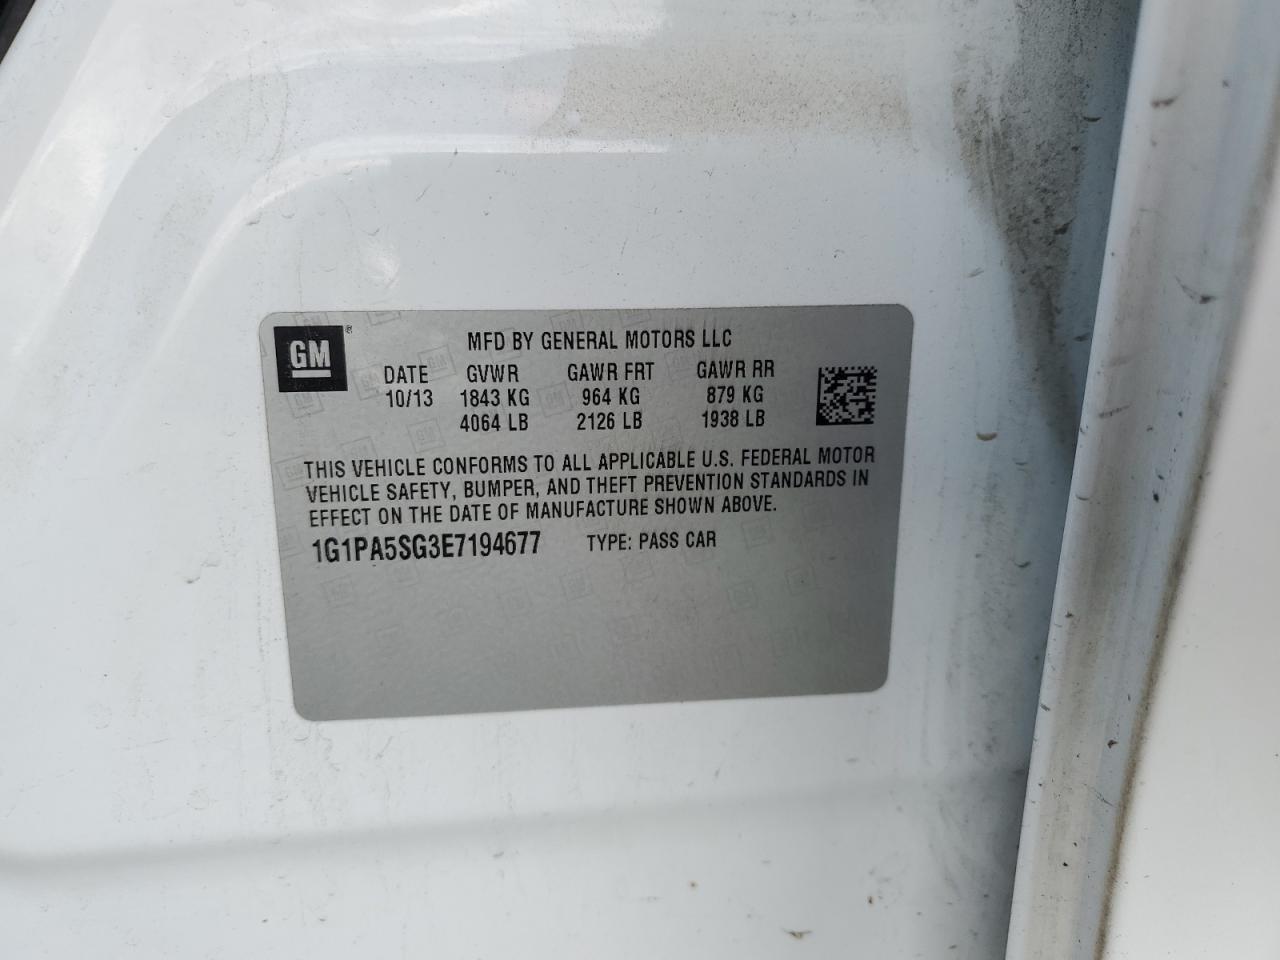 GM®
MFD BY GENERAL MOTORS LLC
DATE GVWR GAWR FRT GAWR RR
10/13 1843 KG 964 KG 879 KG
4064 LB 2126 LB 1938 LB
THIS VEHICLE CONFORMS TO ALL APPLICABLE U.S. FEDERAL MOTOR
VEHICLE SAFETY, BUMPER, AND THEFT PREVENTION STANDARDS IN
EFFECT ON THE DATE OF MANUFACTURE SHOWN ABOVE.
1G1PA5SG3E7194677 TYPE: PASS CAR